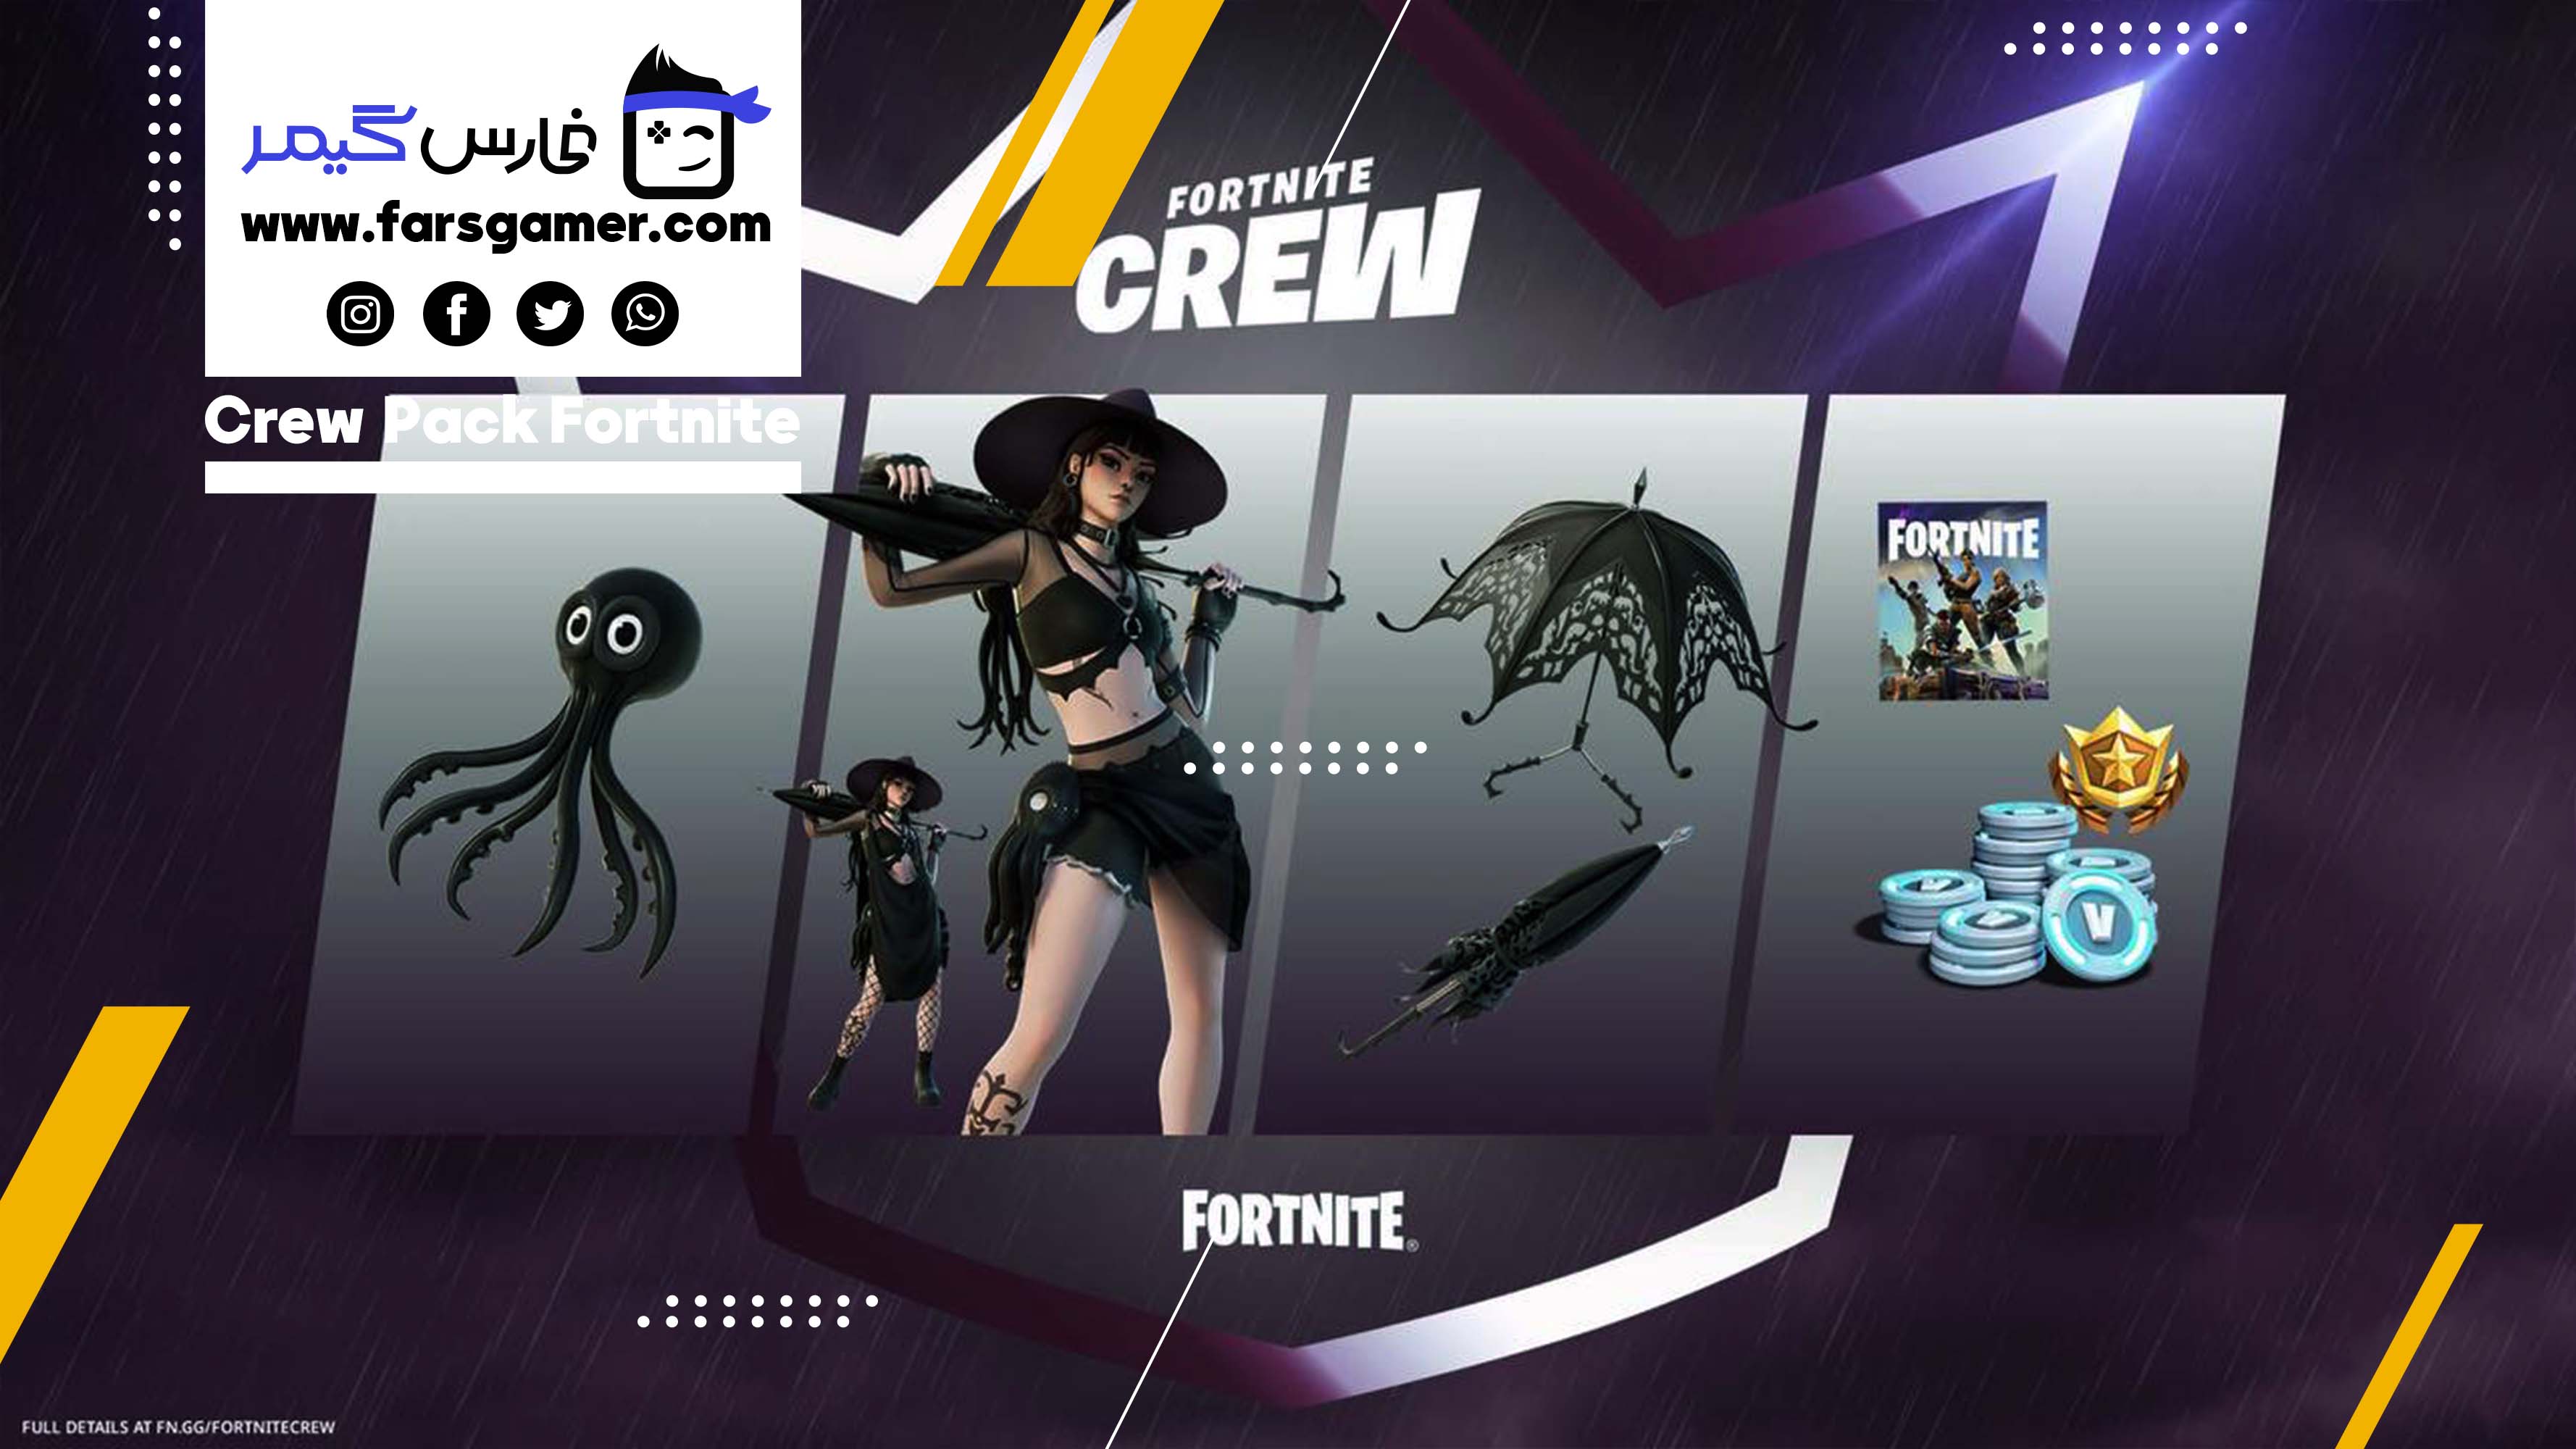 فارس گیمر
www.farsgamer.com
Crew Pack Fortnite
FORTNITE
CREW
FORTNITE
V
FORTNITE®
FULL DETAILS AT FN.GG/FORTNITECREW